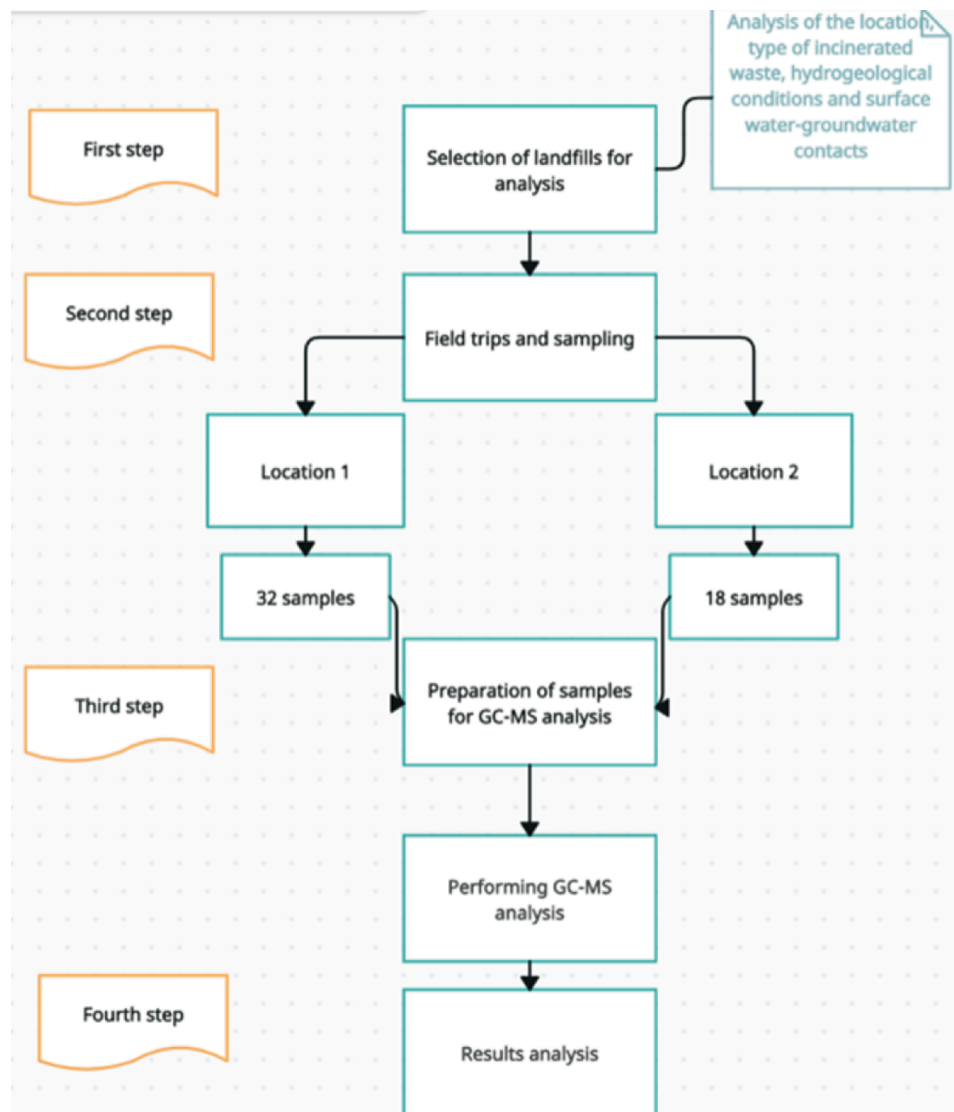 Analysis of the location,
type of incinerated
waste, hydrogeological
conditions and surface
water-groundwater
contacts
First step
Selection of landfills for
analysis
Second step
Field trips and sampling
Location 1
Location 2
32 samples
18 samples
Third step
Preparation of samples
for GC-MS analysis
Performing GC-MS
analysis
Fourth step
Results analysis